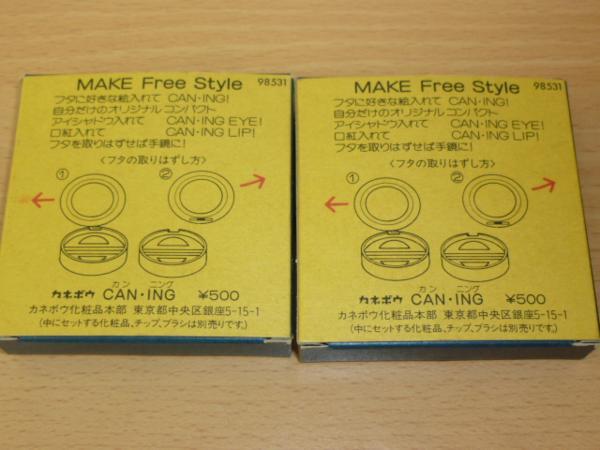 MAKE Free Style 98531
フタに好きな絵入れて CAN・ING!
自分だけのオリジナルコンパクト
アイシャドウ入れて CAN・ING EYE!
口紅入れて CAN・ING LIP!
フタを取りはずせば手鏡に!
〈フタの取りはずし方〉
① ②
カン ニング
カネボウ CAN・ING ¥500
カネボウ化粧品本部 東京都中央区銀座5-15-1
(中にセットする化粧品、チップ、ブラシは別売りです。)
MAKE Free Style 98531
フタに好きな絵入れて CAN・ING!
自分だけのオリジナルコンパクト
アイシャドウ入れて CAN・ING EYE!
口紅入れて CAN・ING LIP!
フタを取りはずせば手鏡に!
〈フタの取りはずし方〉
① ②
カン ニング
カネボウ CAN・ING ¥500
カネボウ化粧品本部 東京都中央区銀座5-15-1
(中にセットする化粧品、チップ、ブラシは別売りです。)